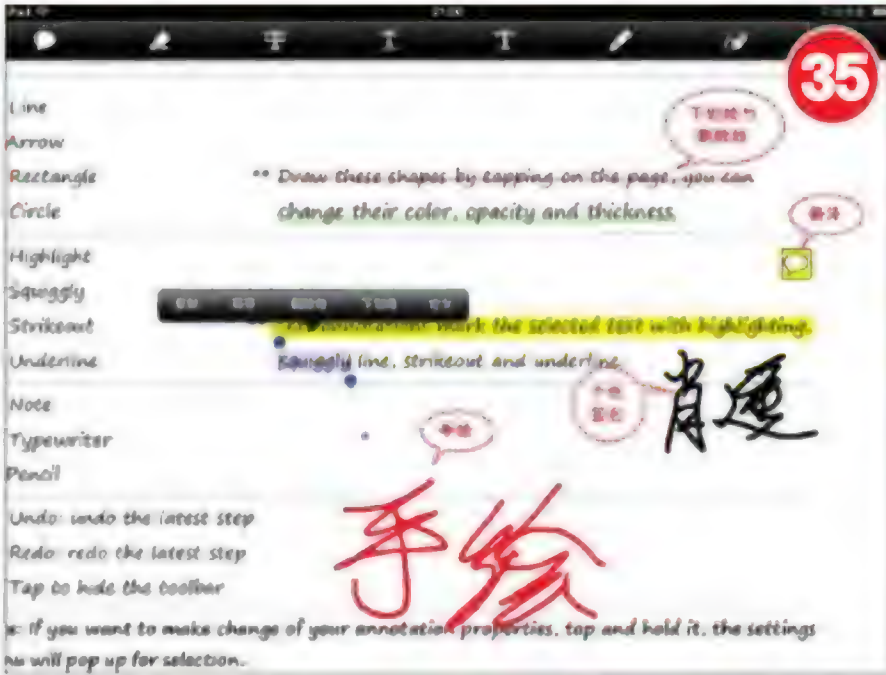 35
Line
Arrow
Rectangle
** Draw these shapes by tapping on the page, you can
Circle
change their color, opacity and thickness.
Highlight
Squiggly
Strikeout
mark the selected text with highlighting,
Underline
squiggly line, strikeout and underline.
肖
Note
Typewriter
Pencil
手绘
Undo: undo the latest step
Redo: redo the latest step
Tap to hide the toolbar
e: If you want to make change of your annotation properties, tap and hold it, the settings
nu will pop up for selection.